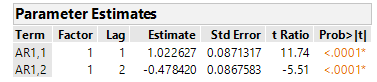 Parameter Estimates
Term Factor Lag Estimate Std Error t Ratio Prob>|t|
AR1,1 1 1 1.022627 0.0871317 11.74 <.0001*
AR1,2 1 2 -0.478420 0.0867583 -5.51 <.0001*